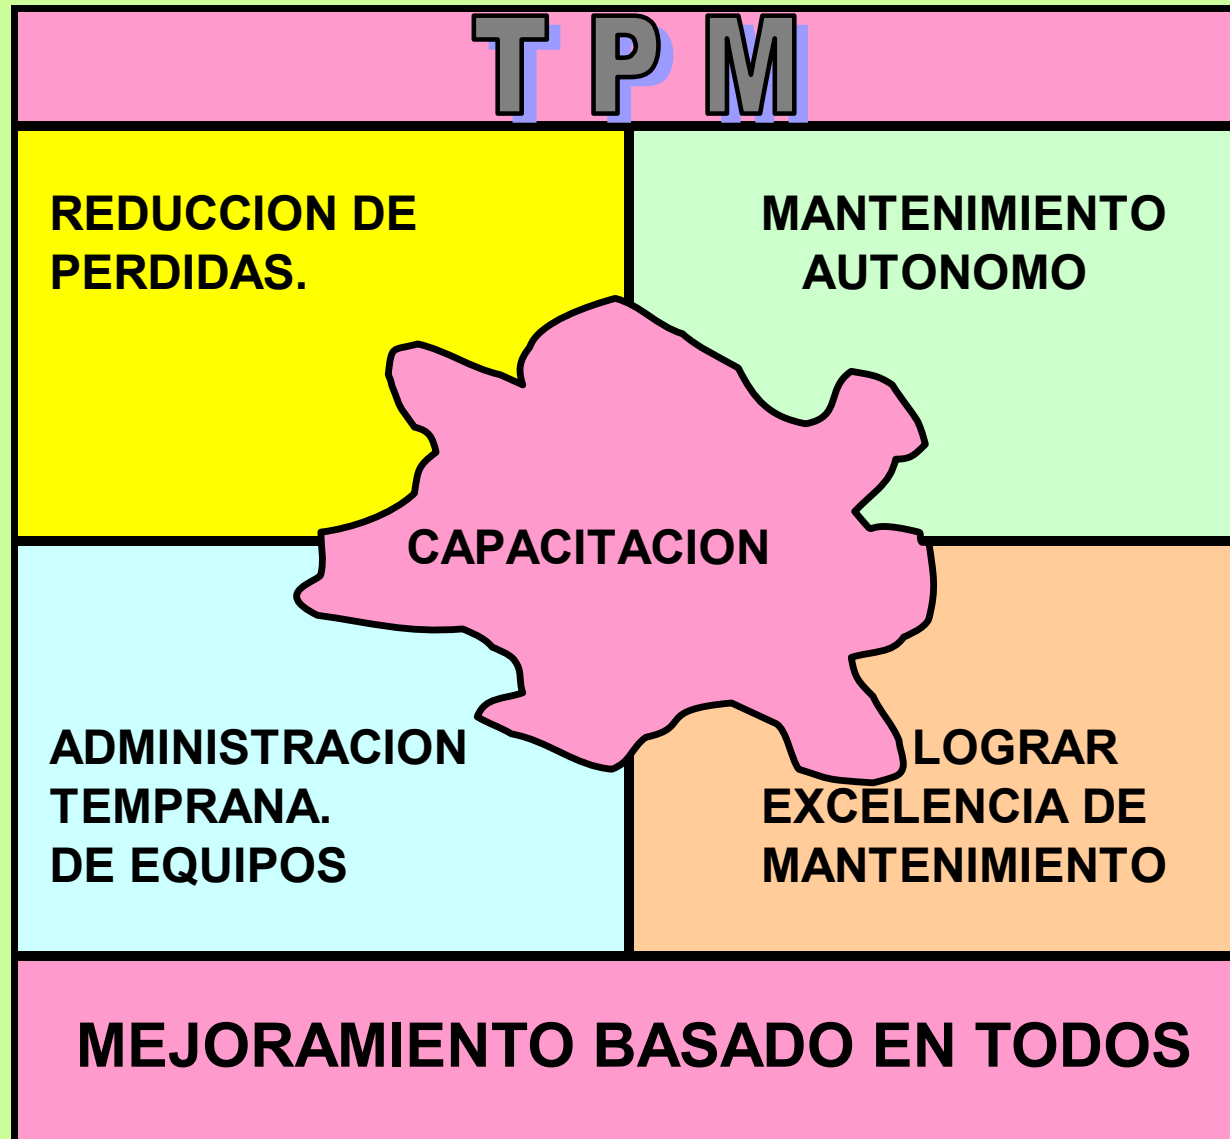 T P M
REDUCCION DE
PERDIDAS.
MANTENIMIENTO
AUTONOMO
CAPACITACION
ADMINISTRACION
TEMPRANA.
DE EQUIPOS
LOGRAR
EXCELENCIA DE
MANTENIMIENTO
MEJORAMIENTO BASADO EN TODOS